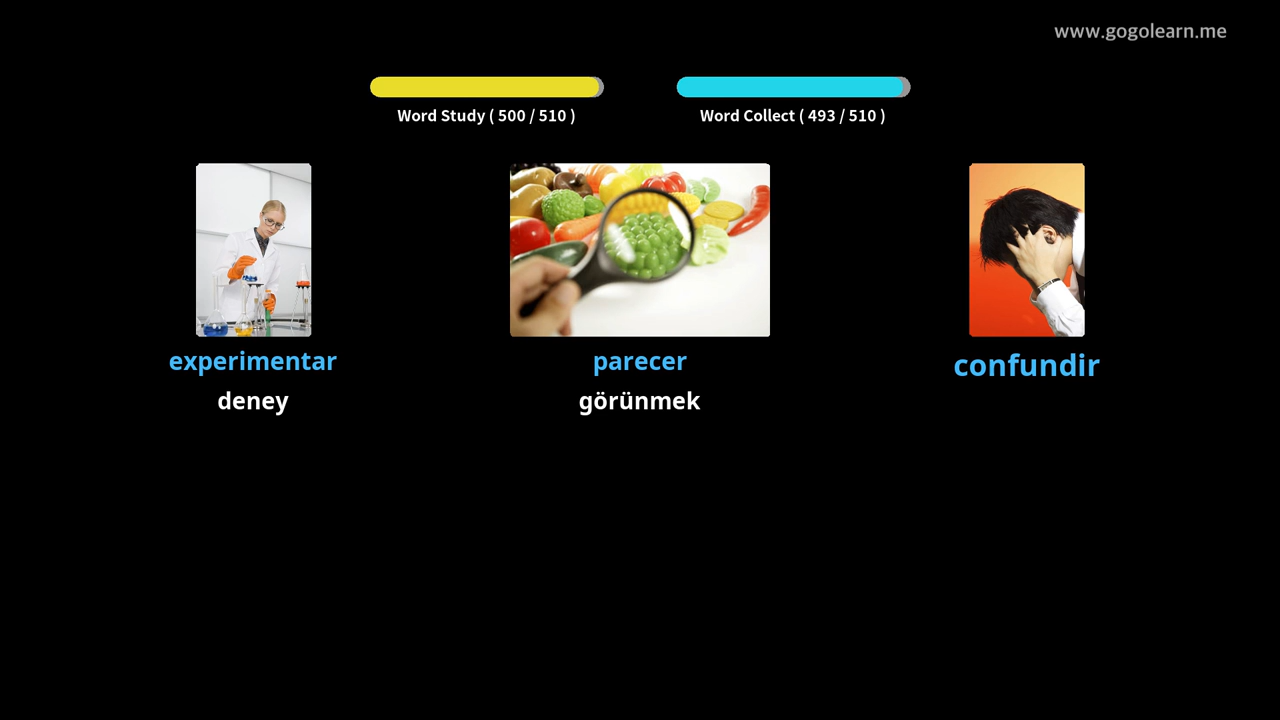 www.gogolearn.me
Word Study ( 500 / 510 )
Word Collect ( 493 / 510 )
experimentar
deney
parecer
görünmek
confundir